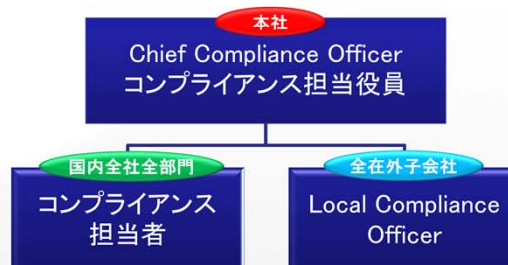 本社
Chief Compliance Officer
コンプライアンス担当役員
国内全社全部門
コンプライアンス
担当者
全在外子会社
Local Compliance
Officer